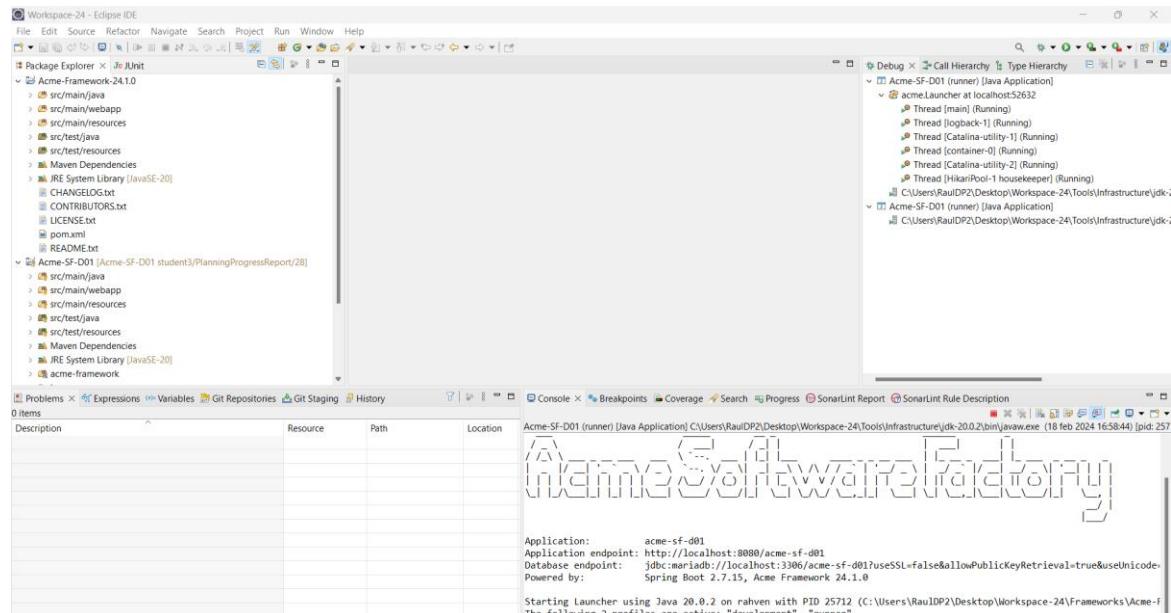 Workspace-24 - Eclipse IDE
File Edit Source Refactor Navigate Search Project Run Window Help
Package Explorer JUnit
Acme-Framework-24.1.0
src/main/java
src/main/webapp
src/main/resources
src/test/java
src/test/resources
Maven Dependencies
JRE System Library [JavaSE-20]
CHANGELOG.txt
CONTRIBUTORS.txt
LICENSE.txt
pom.xml
README.txt
Acme-SF-D01 [Acme-SF-D01 student3/PlanningProgressReport/28]
src/main/java
src/main/webapp
src/main/resources
src/test/java
src/test/resources
Maven Dependencies
JRE System Library [JavaSE-20]
acme-framework
Debug Call Hierarchy Type Hierarchy
Acme-SF-D01 (runner) [Java Application]
acme.Launcher at localhost:52632
Thread [main] (Running)
Thread [logback-1] (Running)
Thread [Catalina-utility-1] (Running)
Thread [container-0] (Running)
Thread [Catalina-utility-2] (Running)
Thread [HikariPool-1 housekeeper] (Running)
C:\Users\RaulDP2\Desktop\Workspace-24\Tools\Infrastructure\jdk-2
Acme-SF-D01 (runner) [Java Application]
C:\Users\RaulDP2\Desktop\Workspace-24\Tools\Infrastructure\jdk-2
Problems Expressions Variables Git Repositories Git Staging History
0 items
Description Resource Path Location
Console Breakpoints Coverage Search Progress SonarLint Report SonarLint Rule Description
Acme-SF-D01 (runner) [Java Application] C:\Users\RaulDP2\Desktop\Workspace-24\Tools\Infrastructure\jdk-20.0.2\bin\javaw.exe (18 feb 2024 16:58:44) [pid: 257
AcmeSoftwareFactory
Application: acme-sf-d01
Application endpoint: http://localhost:8080/acme-sf-d01
Database endpoint: jdbc:mariadb://localhost:3306/acme-sf-d01?useSSL=false&allowPublicKeyRetrieval=true&useUnicode=
Powered by: Spring Boot 2.7.15, Acme Framework 24.1.0
Starting Launcher using Java 20.0.2 on rahven with PID 25712 (C:\Users\RaulDP2\Desktop\Workspace-24\Frameworks\Acme-F
The following 2 profiles are active: "development", "runner"